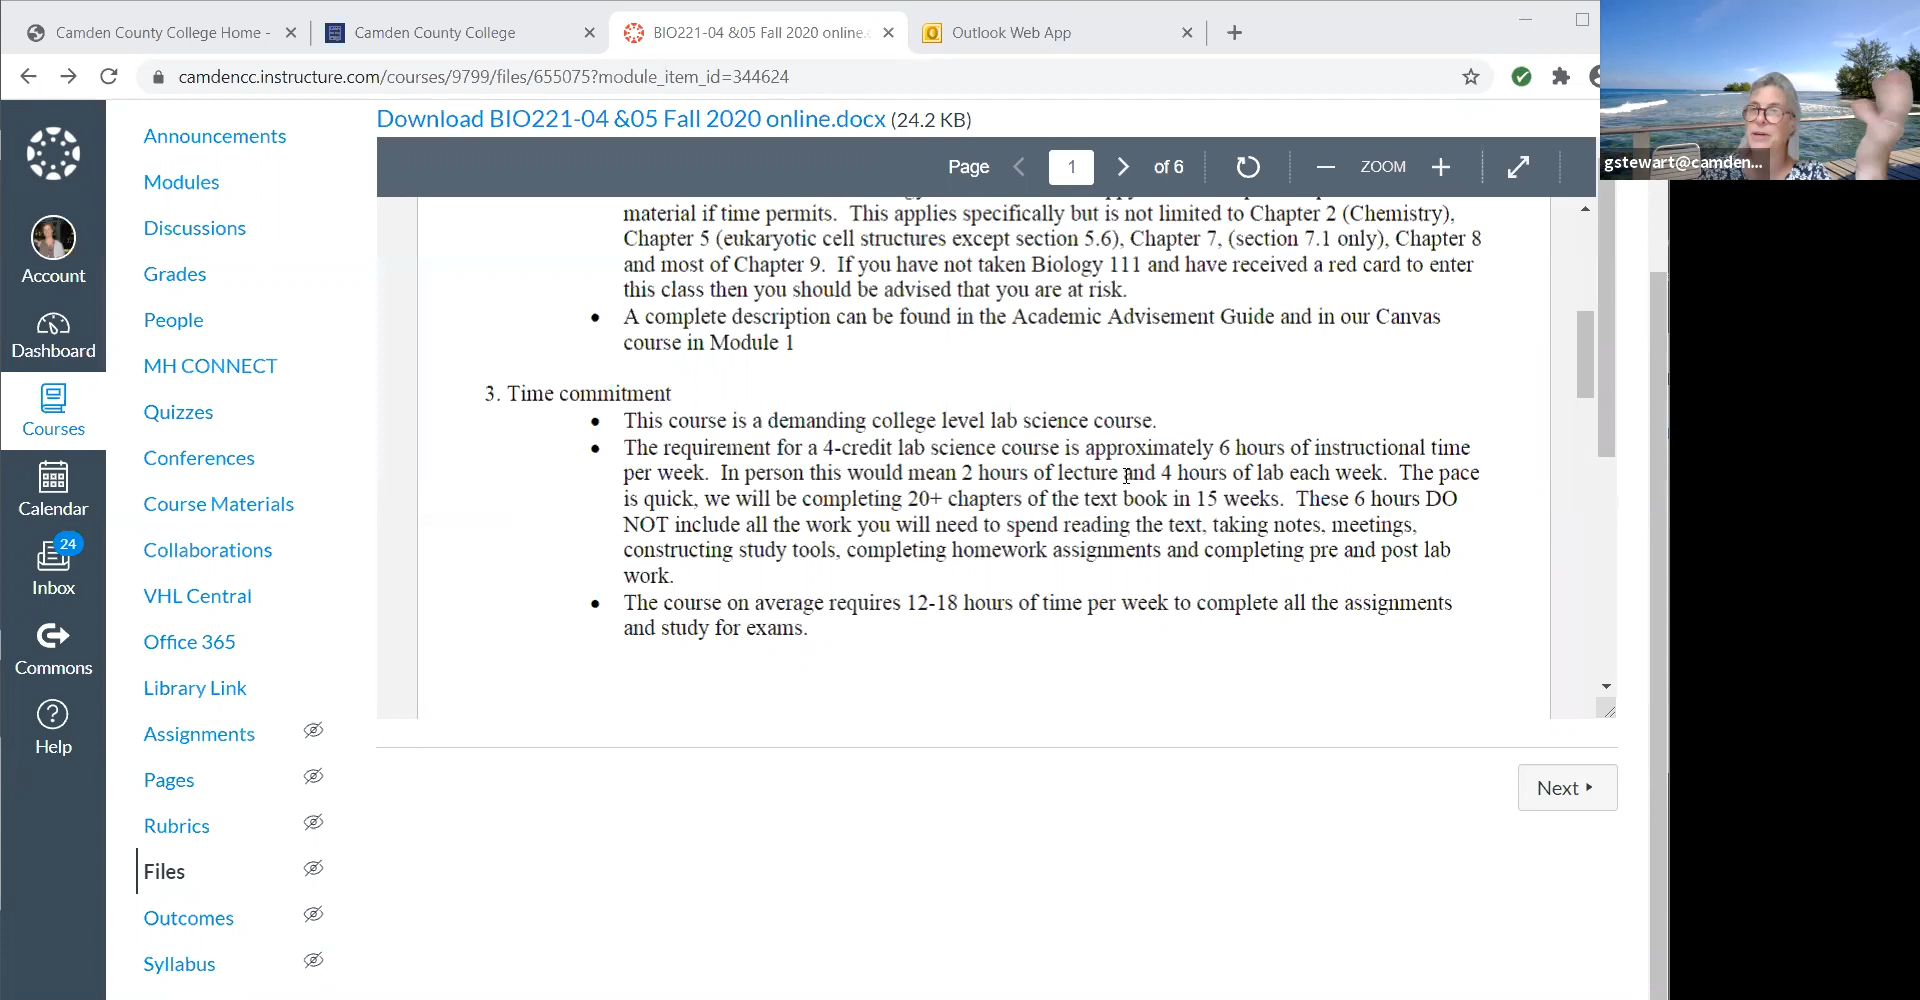 Camden County College Home -
Camden County College
BIO221-04 &05 Fall 2020 online.
Outlook Web App
camdencc.instructure.com/courses/9799/files/655075?module_item_id=344624
gstewart@camden...
Account
Dashboard
Courses
Calendar
24
Inbox
Commons
Help
Announcements
Modules
Discussions
Grades
People
MH CONNECT
Quizzes
Conferences
Course Materials
Collaborations
VHL Central
Office 365
Library Link
Assignments
Pages
Rubrics
Files
Outcomes
Syllabus
Download BIO221-04 &05 Fall 2020 online.docx (24.2 KB)
Page 1 of 6 ZOOM
material if time permits. This applies specifically but is not limited to Chapter 2 (Chemistry),
Chapter 5 (eukaryotic cell structures except section 5.6), Chapter 7, (section 7.1 only), Chapter 8
and most of Chapter 9. If you have not taken Biology 111 and have received a red card to enter
this class then you should be advised that you are at risk.
• A complete description can be found in the Academic Advisement Guide and in our Canvas
course in Module 1
3. Time commitment
• This course is a demanding college level lab science course.
• The requirement for a 4-credit lab science course is approximately 6 hours of instructional time
per week. In person this would mean 2 hours of lecture and 4 hours of lab each week. The pace
is quick, we will be completing 20+ chapters of the text book in 15 weeks. These 6 hours DO
NOT include all the work you will need to spend reading the text, taking notes, meetings,
constructing study tools, completing homework assignments and completing pre and post lab
work.
• The course on average requires 12-18 hours of time per week to complete all the assignments
and study for exams.
Next